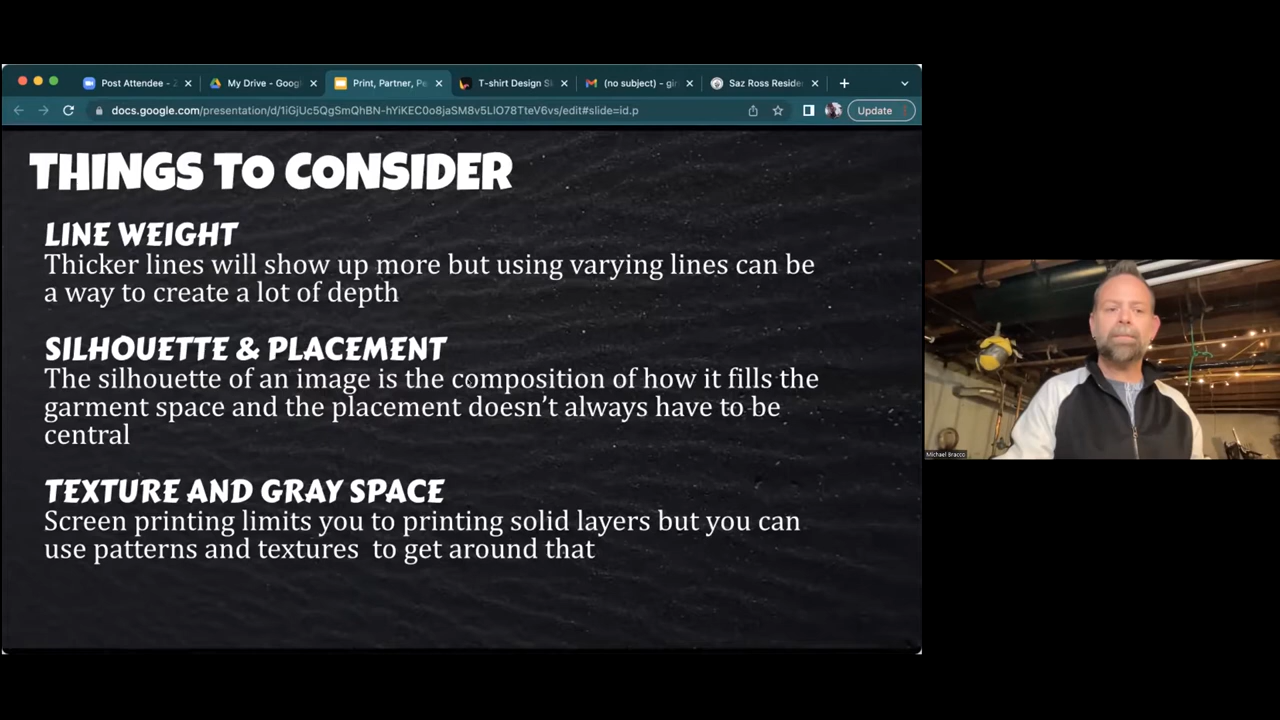 Post Attendee - Z
My Drive - Goog
Print, Partner, Pe
T-shirt Design S
(no subject) - gi
Saz Ross Reside
docs.google.com/presentation/d/1iGjUc5QgSmQhBN-hYiKEC0o8jaSM8v5LIO78TteV6vs/edit#slide=id.p
Update
THINGS TO CONSIDER
LINE WEIGHT
Thicker lines will show up more but using varying lines can be
a way to create a lot of depth
SILHOUETTE & PLACEMENT
The silhouette of an image is the composition of how it fills the
garment space and the placement doesn’t always have to be
central
TEXTURE AND GRAY SPACE
Screen printing limits you to printing solid layers but you can
use patterns and textures  to get around that
Michael Bracco